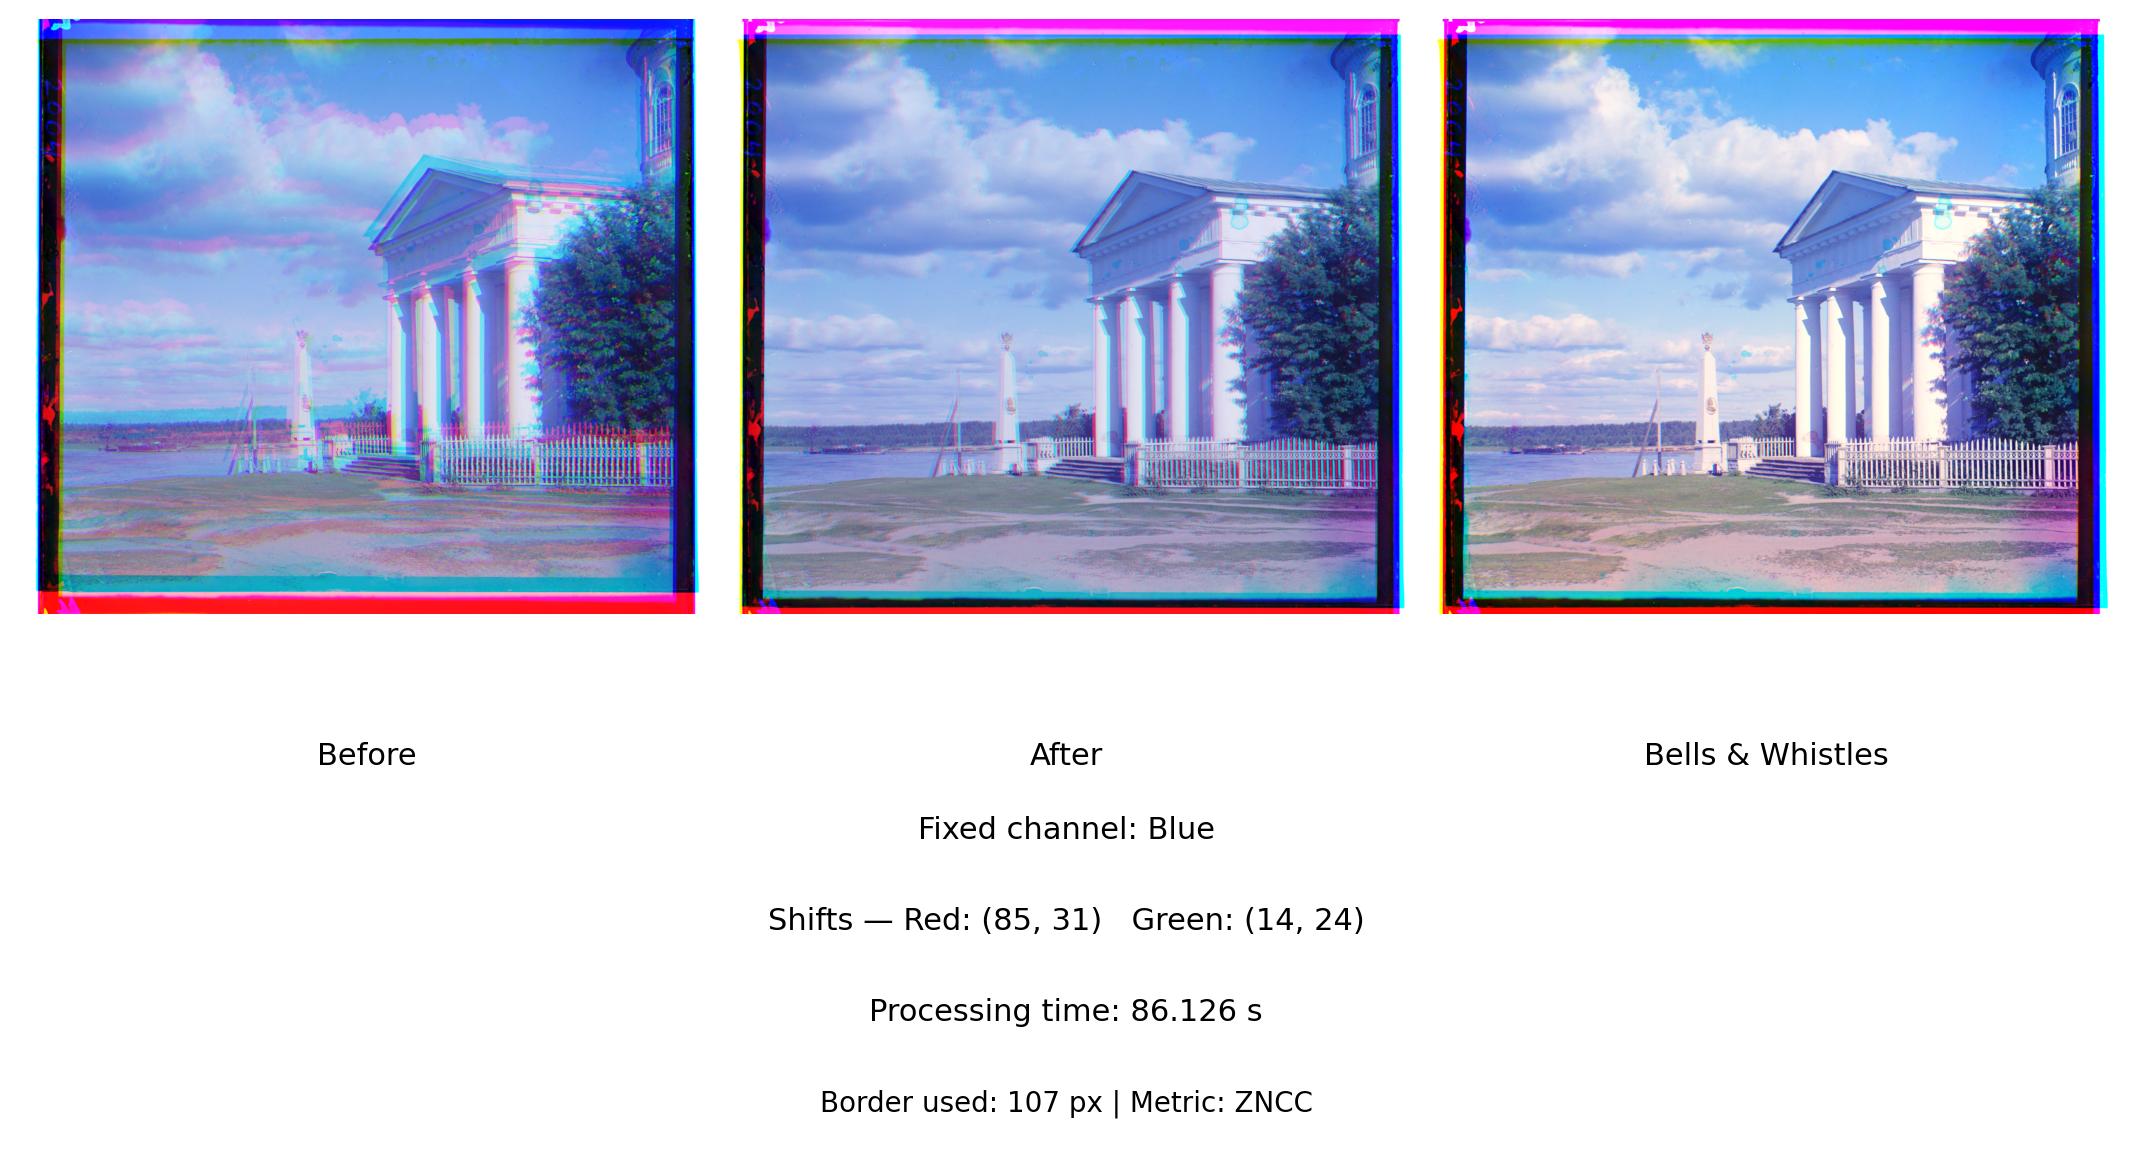 Before
After
Bells & Whistles
Fixed channel: Blue
Shifts — Red: (85, 31)   Green: (14, 24)
Processing time: 86.126 s
Border used: 107 px | Metric: ZNCC